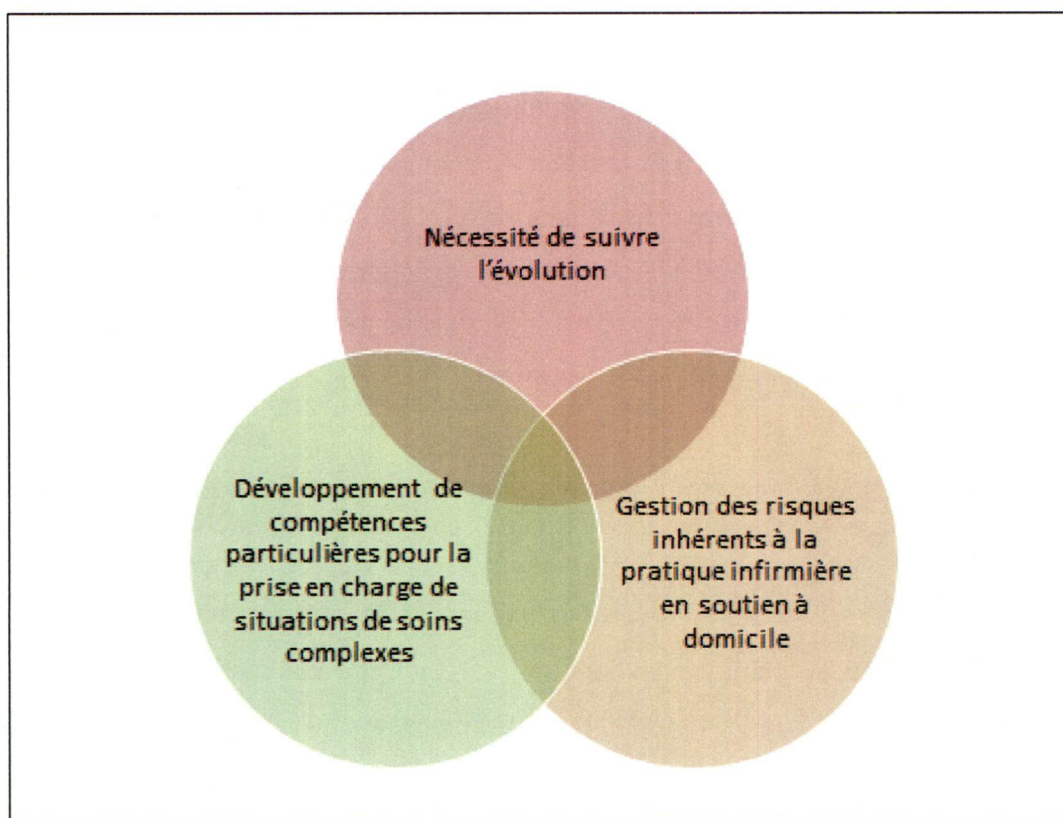 Nécessité de suivre
l'évolution
Développement de
compétences
particulières pour la
prise en charge de
situations de soins
complexes
Gestion des risques
inhérents à la
pratique infirmière
en soutien à
domicile